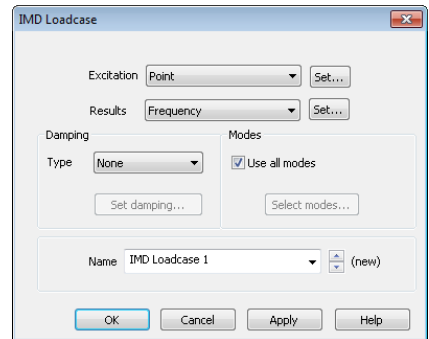 IMD Loadcase
Excitation Point Set...
Results Frequency Set...
Damping Modes
Type None Use all modes
Set damping... Select modes...
Name IMD Loadcase 1 (new)
OK Cancel Apply Help